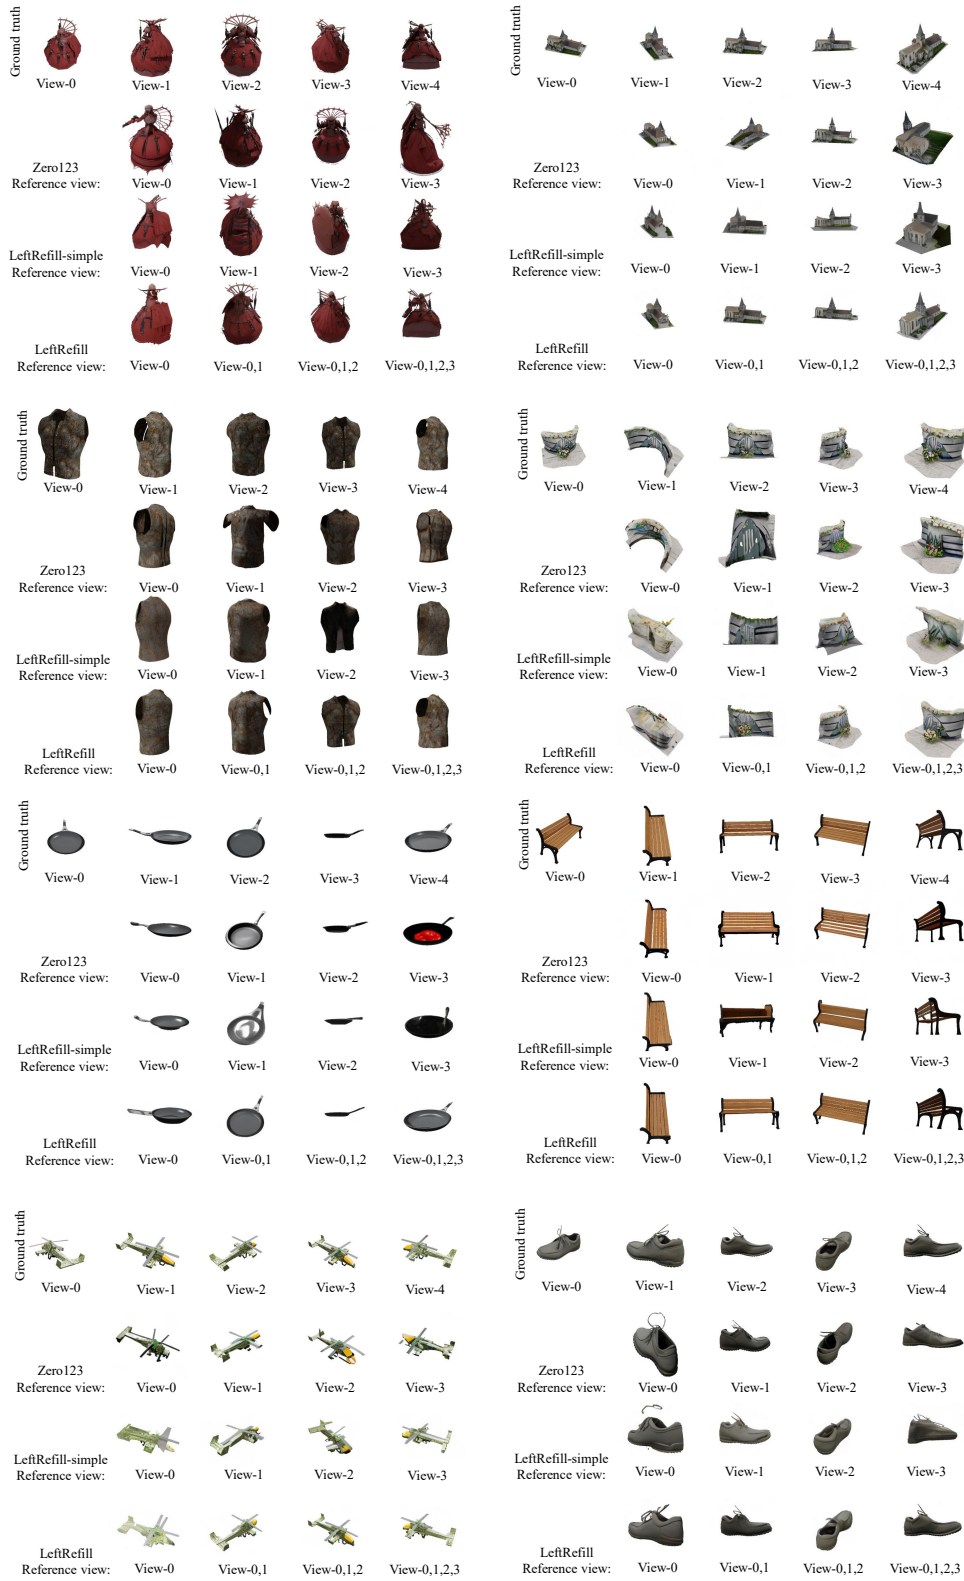 Ground truth
View-0 View-1 View-2 View-3 View-4
Zero123
Reference view: View-0 View-1 View-2 View-3
LeftRefill-simple
Reference view: View-0 View-1 View-2 View-3
LeftRefill
Reference view: View-0 View-0,1 View-0,1,2 View-0,1,2,3
Ground truth
View-0 View-1 View-2 View-3 View-4
Zero123
Reference view: View-0 View-1 View-2 View-3
LeftRefill-simple
Reference view: View-0 View-1 View-2 View-3
LeftRefill
Reference view: View-0 View-0,1 View-0,1,2 View-0,1,2,3
Ground truth
View-0 View-1 View-2 View-3 View-4
Zero123
Reference view: View-0 View-1 View-2 View-3
LeftRefill-simple
Reference view: View-0 View-1 View-2 View-3
LeftRefill
Reference view: View-0 View-0,1 View-0,1,2 View-0,1,2,3
Ground truth
View-0 View-1 View-2 View-3 View-4
Zero123
Reference view: View-0 View-1 View-2 View-3
LeftRefill-simple
Reference view: View-0 View-1 View-2 View-3
LeftRefill
Reference view: View-0 View-0,1 View-0,1,2 View-0,1,2,3
Ground truth
View-0 View-1 View-2 View-3 View-4
Zero123
Reference view: View-0 View-1 View-2 View-3
LeftRefill-simple
Reference view: View-0 View-1 View-2 View-3
LeftRefill
Reference view: View-0 View-0,1 View-0,1,2 View-0,1,2,3
Ground truth
View-0 View-1 View-2 View-3 View-4
Zero123
Reference view: View-0 View-1 View-2 View-3
LeftRefill-simple
Reference view: View-0 View-1 View-2 View-3
LeftRefill
Reference view: View-0 View-0,1 View-0,1,2 View-0,1,2,3
Ground truth
View-0 View-1 View-2 View-3 View-4
Zero123
Reference view: View-0 View-1 View-2 View-3
LeftRefill-simple
Reference view: View-0 View-1 View-2 View-3
LeftRefill
Reference view: View-0 View-0,1 View-0,1,2 View-0,1,2,3
Ground truth
View-0 View-1 View-2 View-3 View-4
Zero123
Reference view: View-0 View-1 View-2 View-3
LeftRefill-simple
Reference view: View-0 View-1 View-2 View-3
LeftRefill
Reference view: View-0 View-0,1 View-0,1,2 View-0,1,2,3